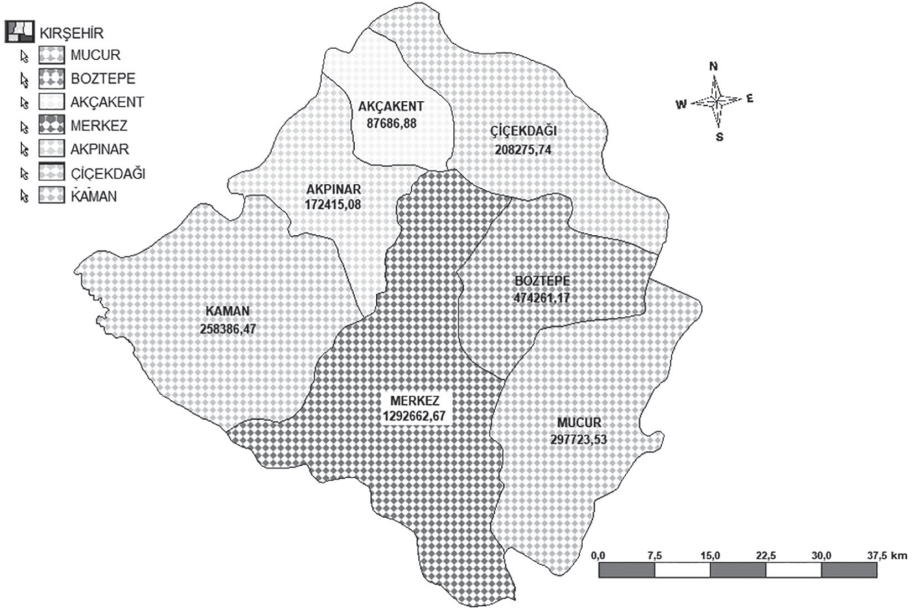 KIRŞEHİR
MUCUR
BOZTEPE
AKÇAKENT
MERKEZ
AKPINAR
ÇİÇEKDAĞI
KAMAN
N
W
E
S
AKÇAKENT
87686,88
ÇİÇEKDAĞI
208275,74
AKPINAR
172415,08
BOZTEPE
474261,17
KAMAN
258386,47
MERKEZ
1292662,67
MUCUR
297723,53
0,0 7,5 15,0 22,5 30,0 37,5 km